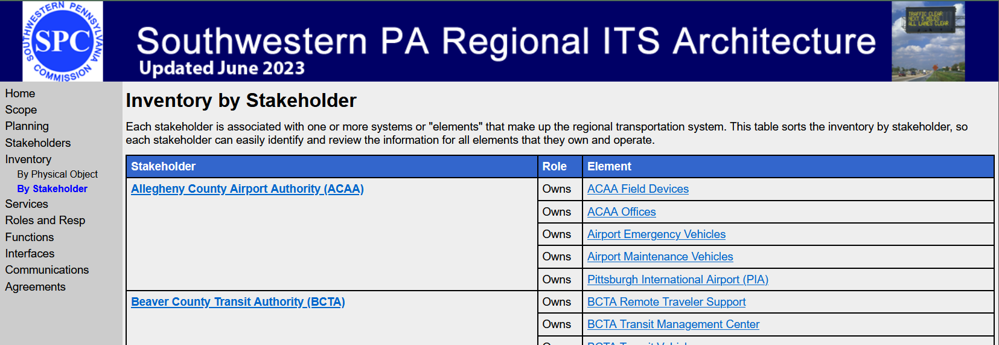 SOUTHWESTERN PENNSYLVANIA
SPC
COMMISSION
Southwestern PA Regional ITS Architecture
Updated June 2023
TRAFFIC CLEAR
NEXT 5 MILES
ALL LANES CLEAR
Home
Scope
Planning
Stakeholders
Inventory
By Physical Object
By Stakeholder
Services
Roles and Resp
Functions
Interfaces
Communications
Agreements
Inventory by Stakeholder
Each stakeholder is associated with one or more systems or "elements" that make up the regional transportation system. This table sorts the inventory by stakeholder, so
each stakeholder can easily identify and review the information for all elements that they own and operate.
Stakeholder Role Element
Allegheny County Airport Authority (ACAA) Owns ACAA Field Devices
Owns ACAA Offices
Owns Airport Emergency Vehicles
Owns Airport Maintenance Vehicles
Owns Pittsburgh International Airport (PIA)
Beaver County Transit Authority (BCTA) Owns BCTA Remote Traveler Support
Owns BCTA Transit Management Center